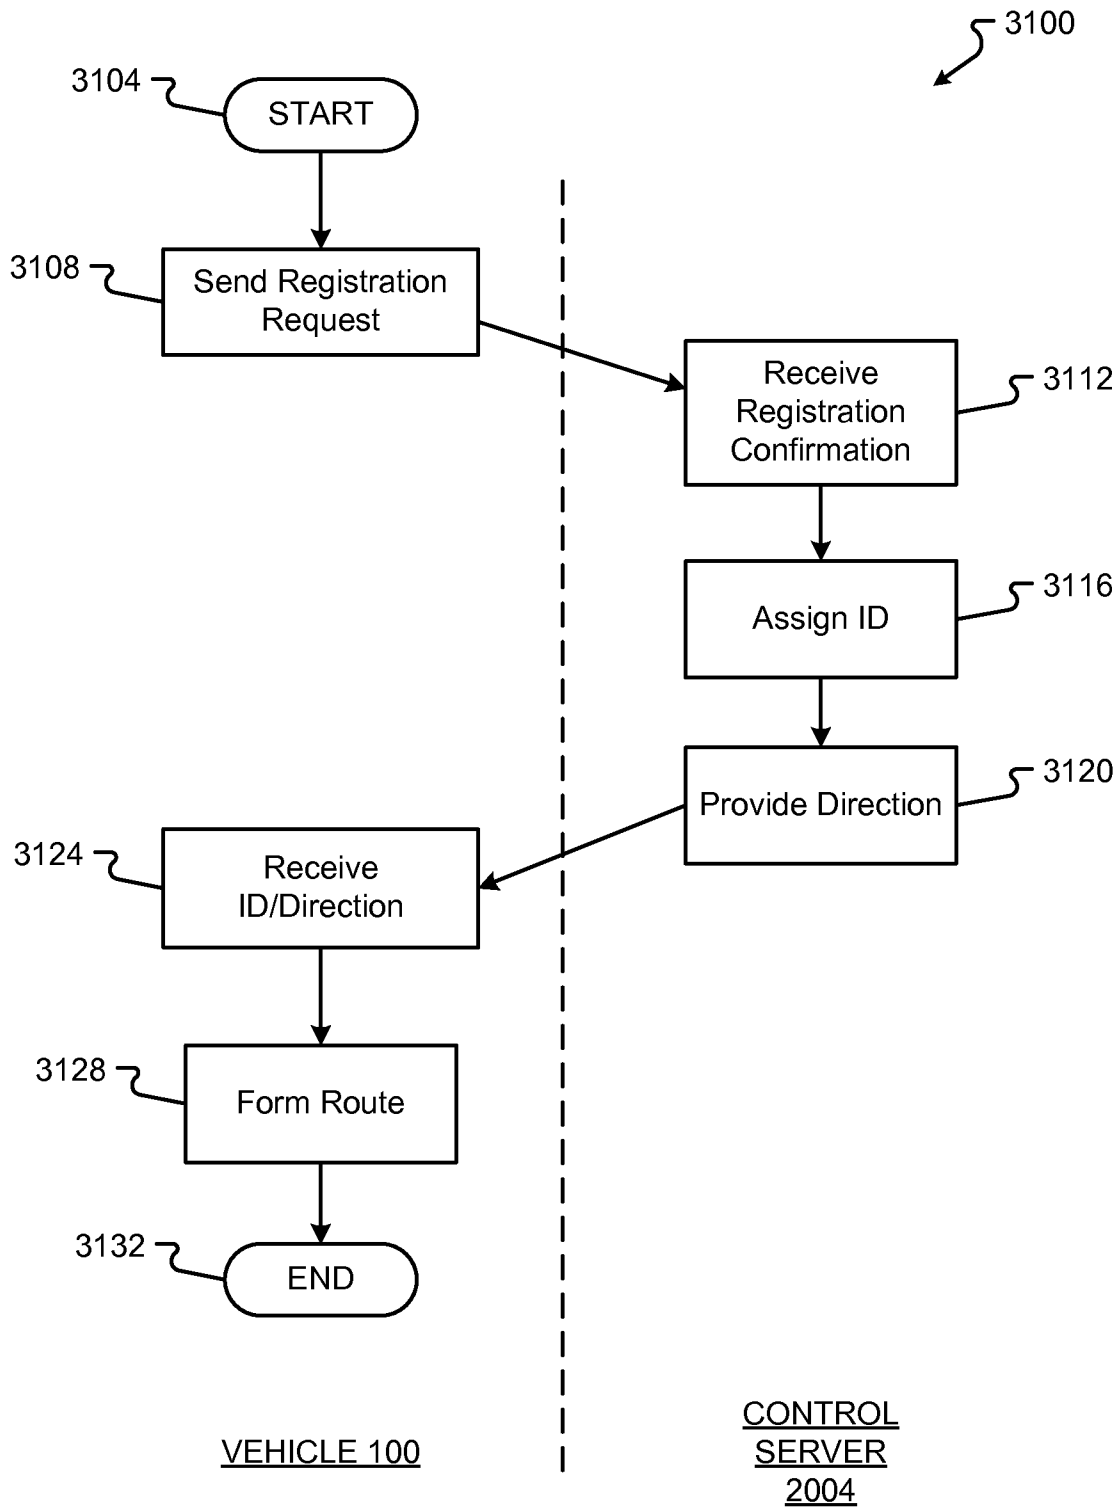 3100
3104
START
3108
Send Registration
Request
Receive
Registration
Confirmation
3112
Assign ID
3116
Provide Direction
3120
3124
Receive
ID/Direction
3128
Form Route
3132
END
VEHICLE 100
CONTROL
SERVER
2004